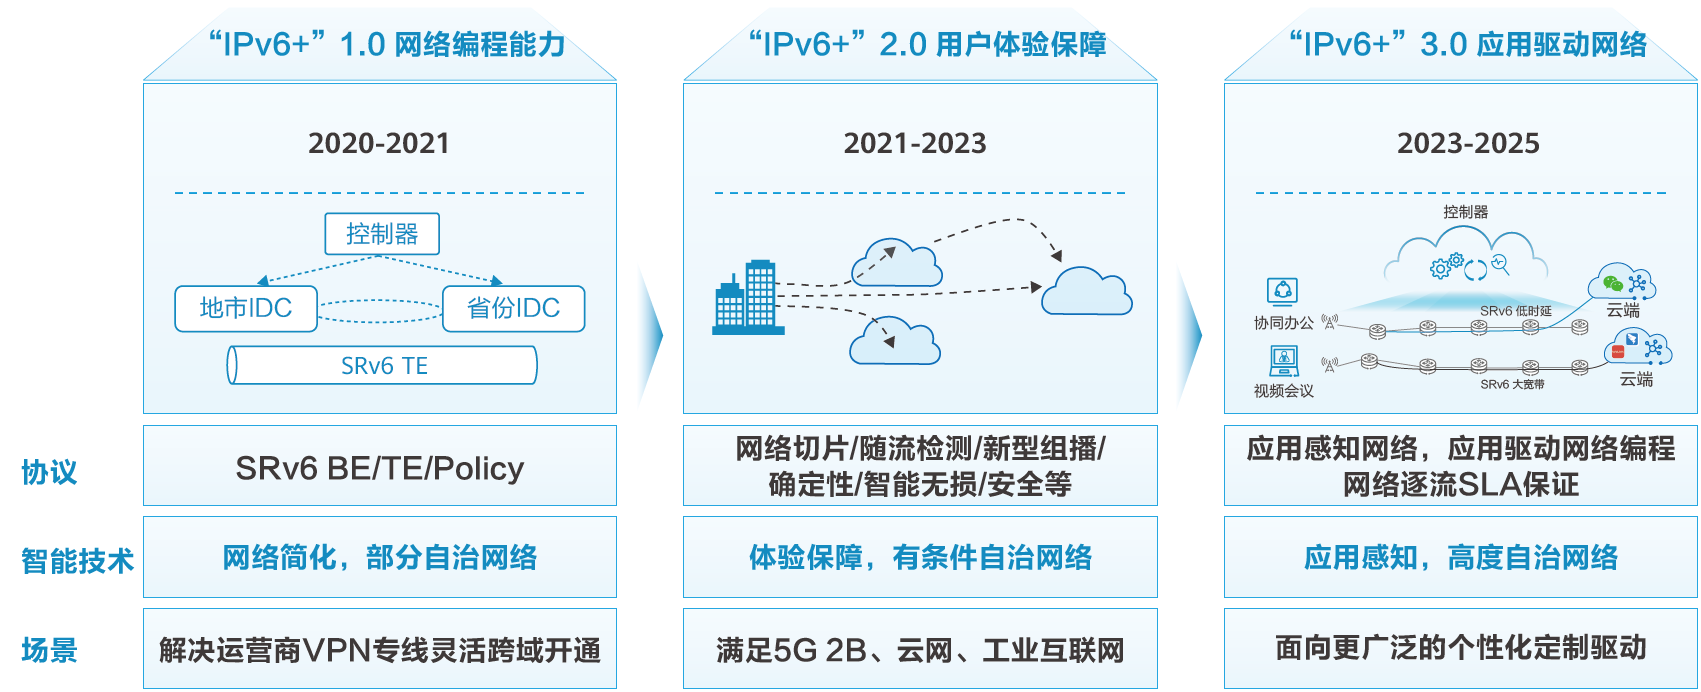 “IPv6+” 1.0 网络编程能力
2020-2021
控制器
地市IDC
省份IDC
SRv6 TE
“IPv6+” 2.0 用户体验保障
2021-2023
“IPv6+” 3.0 应用驱动网络
2023-2025
控制器
协同办公
SRv6 低时延
云端
视频会议
SRv6 大宽带
云端
协议
SRv6 BE/TE/Policy
网络切片/随流检测/新型组播/
确定性/智能无损/安全等
应用感知网络，应用驱动网络编程
网络逐流SLA保证
智能技术
网络简化，部分自治网络
体验保障，有条件自治网络
应用感知，高度自治网络
场景
解决运营商VPN专线灵活跨域开通
满足5G 2B、云网、工业互联网
面向更广泛的个性化定制驱动